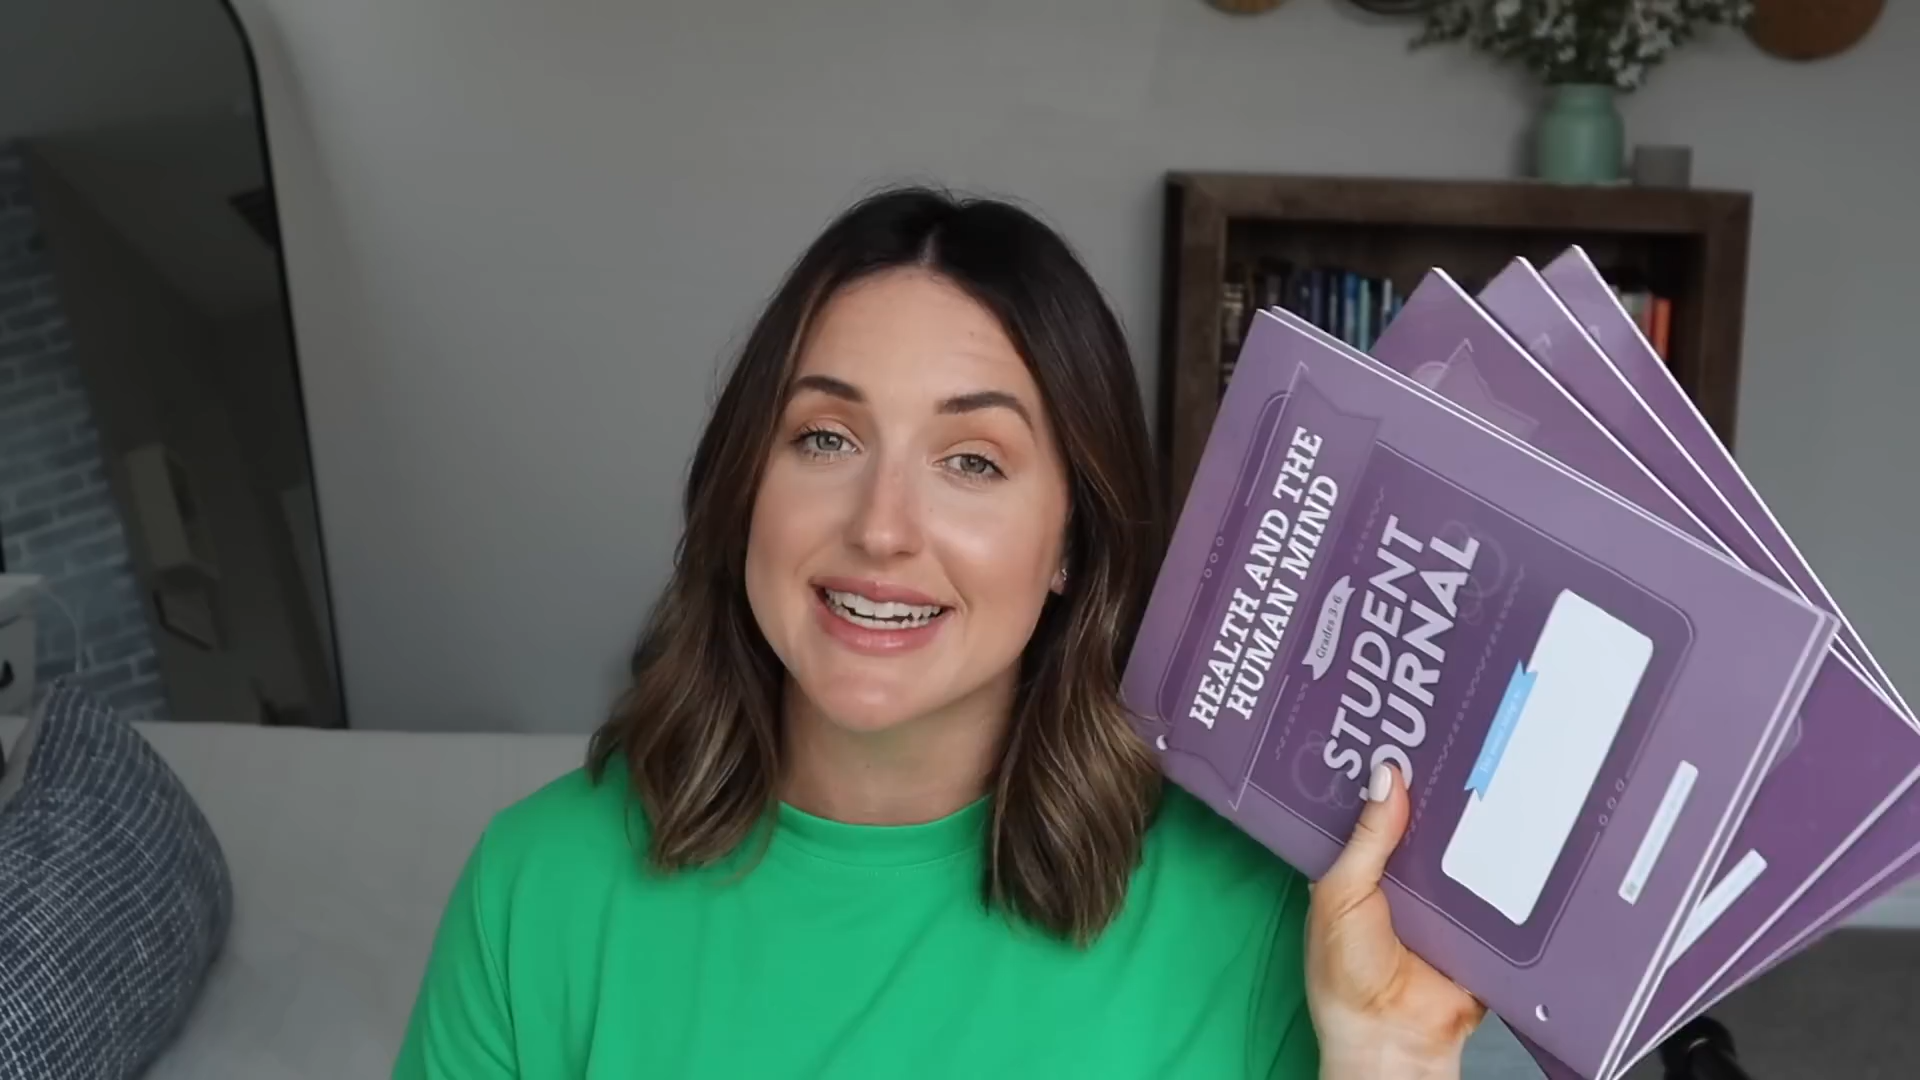 HEALTH AND THE
HUMAN MIND
Grades 3-6
STUDENT
JOURNAL